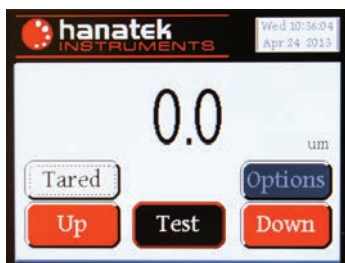 hanatek
INSTRUMENTS
Wed 10:36:04
Apr 24 2013
0.0
um
Tared
Options
Up
Test
Down